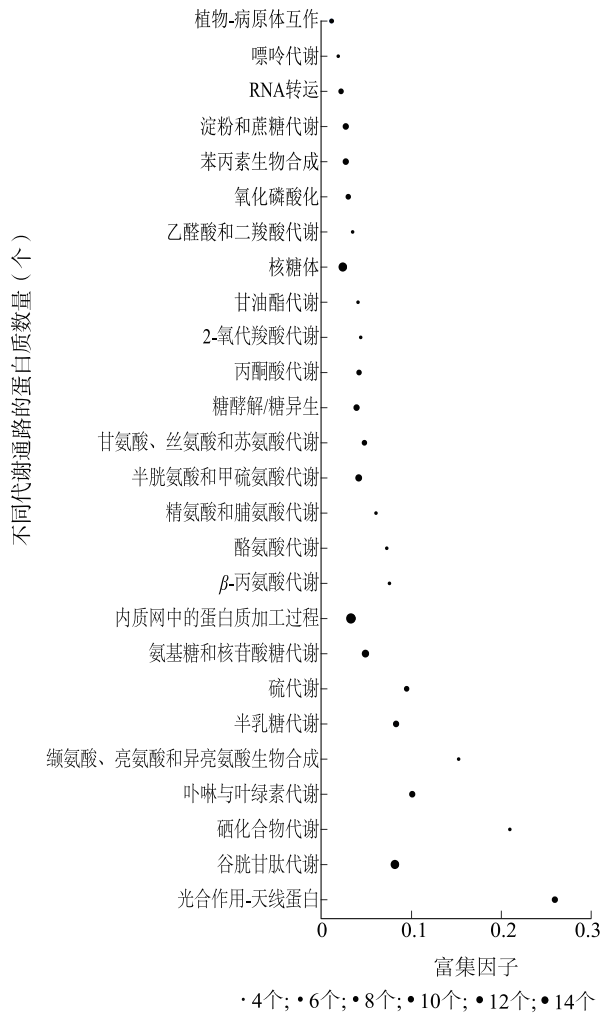 植物-病原体互作
嘌呤代谢
RNA转运
淀粉和蔗糖代谢
苯丙素生物合成
氧化磷酸化
乙醛酸和二羧酸代谢
核糖体
甘油酯代谢
2-氧代羧酸代谢
丙酮酸代谢
糖酵解/糖异生
甘氨酸、丝氨酸和苏氨酸代谢
半胱氨酸和甲硫氨酸代谢
精氨酸和脯氨酸代谢
酪氨酸代谢
β-丙氨酸代谢
内质网中的蛋白质加工过程
氨基糖和核苷酸糖代谢
硫代谢
半乳糖代谢
缬氨酸、亮氨酸和异亮氨酸生物合成
卟啉与叶绿素代谢
硒化合物代谢
谷胱甘肽代谢
光合作用-天线蛋白
不同代谢通路的蛋白质数量（个）
0 0.1 0.2 0.3
富集因子
4个; 6个; 8个; 10个; 12个; 14个